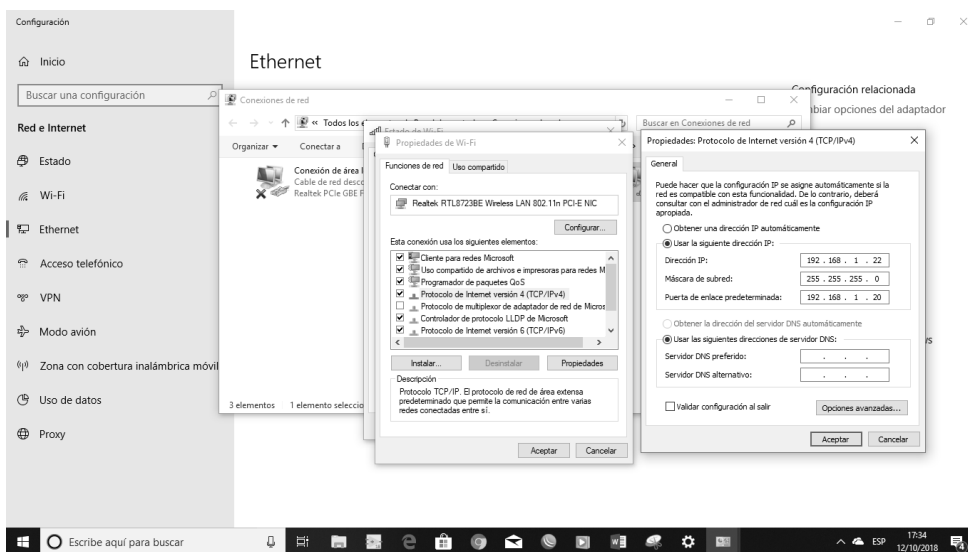 Configuración
Inicio
Buscar una configuración
Red e Internet
Estado
Wi-Fi
Ethernet
Acceso telefónico
VPN
Modo avión
Zona con cobertura inalámbrica móvil
Uso de datos
Proxy
Ethernet
Configuración relacionada
Conexiones de red
« Todos los
Buscar en Conexiones de red
Organizar
Conectar a
Conexión de área
Cable de red desc
Realtek PCIe GBE F
3 elementos
1 elemento seleccio
Estado de Wi-Fi
Propiedades de Wi-Fi
Funciones de red
Uso compartido
Conectar con:
Realtek RTL8723BE Wireless LAN 802.11n PCI-E NIC
Configurar...
Esta conexión usa los siguientes elementos:
Cliente para redes Microsoft
Uso compartido de archivos e impresoras para redes M
Programador de paquetes QoS
Protocolo de Internet versión 4 (TCP/IPv4)
Protocolo de multiplexor de adaptador de red de Micros
Controlador de protocolo LLDP de Microsoft
Protocolo de Internet versión 6 (TCP/IPv6)
Instalar...
Desinstalar
Propiedades
Descripción
Protocolo TCP/IP. El protocolo de red de área extensa
predeterminado que permite la comunicación entre varias
redes conectadas entre sí.
Aceptar
Cancelar
biar opciones del adaptador
Propiedades: Protocolo de Internet versión 4 (TCP/IPv4)
General
Puede hacer que la configuración IP se asigne automáticamente si la
red es compatible con esta funcionalidad. De lo contrario, deberá
consultar con el administrador de red cuál es la configuración IP
apropiada.
Obtener una dirección IP automáticamente
Usar la siguiente dirección IP:
Dirección IP: 192 . 168 . 1 . 22
Máscara de subred: 255 . 255 . 255 . 0
Puerta de enlace predeterminada: 192 . 168 . 1 . 20
Obtener la dirección del servidor DNS automáticamente
Usar las siguientes direcciones de servidor DNS:
Servidor DNS preferido: . . .
Servidor DNS alternativo: . . .
Validar configuración al salir
Opciones avanzadas...
Aceptar
Cancelar
Escribe aquí para buscar
ESP
17:34
12/10/2018